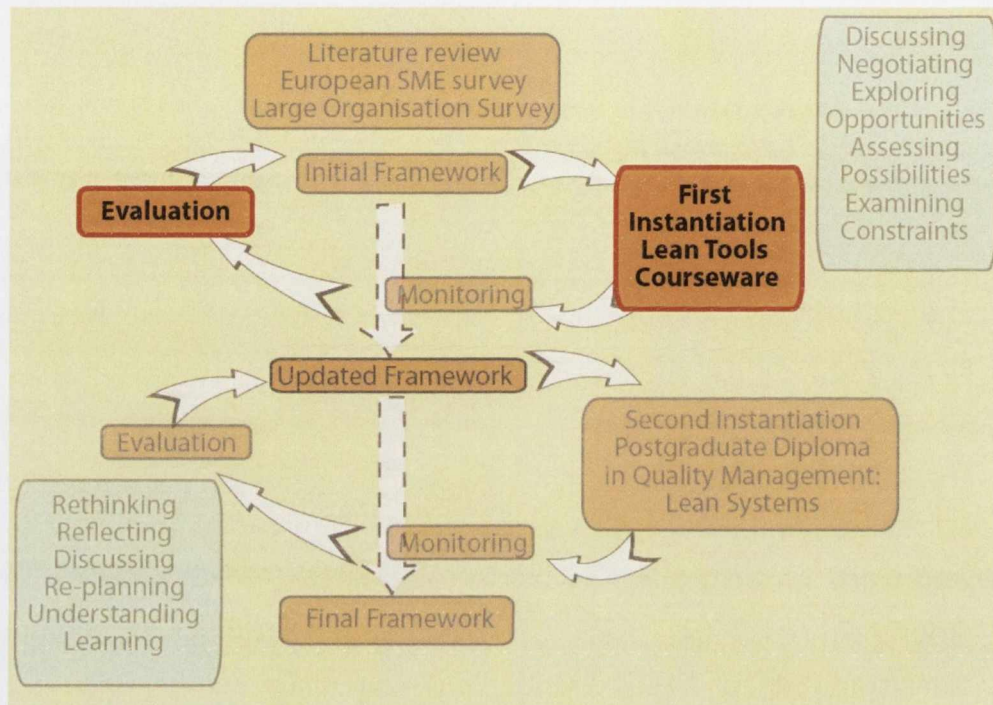 Literature review
European SME survey
Large Organisation Survey
Discussing
Negotiating
Exploring
Opportunities
Assessing
Possibilities
Examining
Constraints
Initial Framework
Evaluation
First
Instantiation
Lean Tools
Courseware
Monitoring
Updated Framework
Evaluation
Second Instantiation
Postgraduate Diploma
in Quality Management:
Lean Systems
Rethinking
Reflecting
Discussing
Re-planning
Understanding
Learning
Monitoring
Final Framework